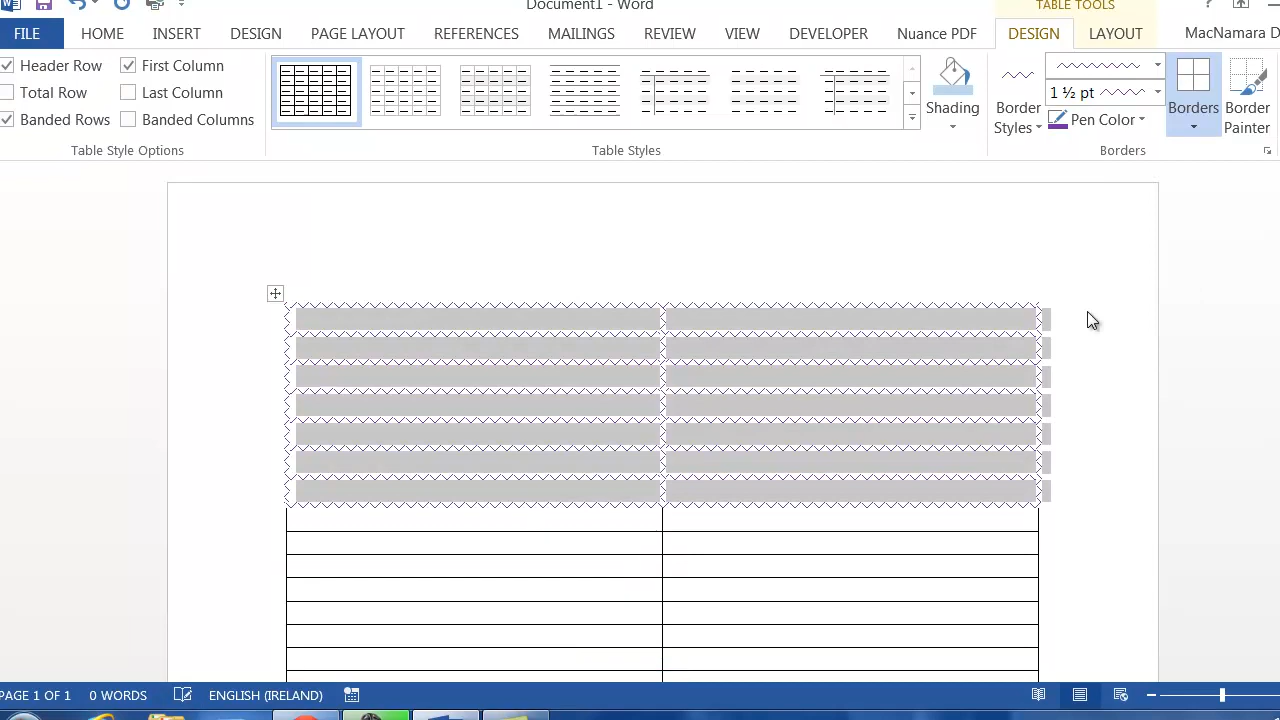 Document1 - Word
TABLE TOOLS
FILE HOME INSERT DESIGN PAGE LAYOUT REFERENCES MAILINGS REVIEW VIEW DEVELOPER Nuance PDF DESIGN LAYOUT MacNamara D
Header Row First Column
Total Row Last Column
Banded Rows Banded Columns
Table Style Options
Table Styles
Shading
Border
Styles
1 ½ pt
Pen Color
Borders
Border
Painter
Borders
PAGE 1 OF 1 0 WORDS ENGLISH (IRELAND)